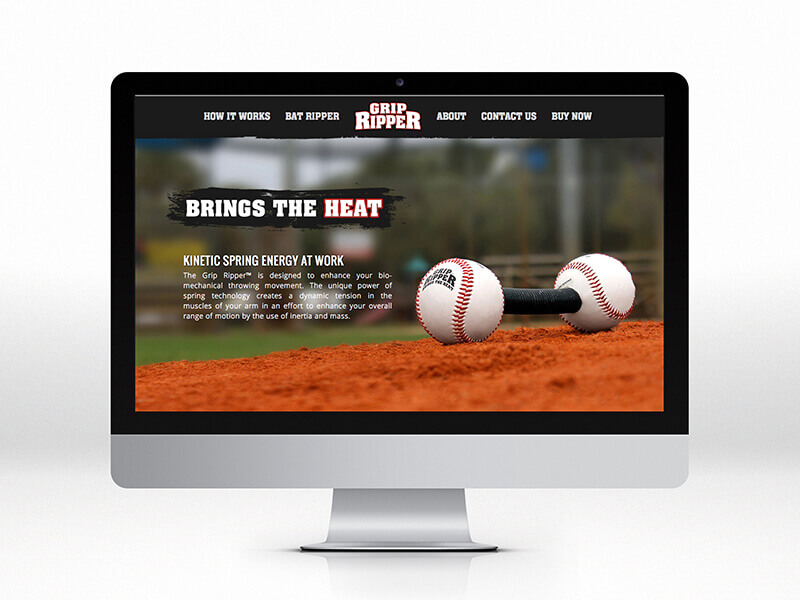 HOW IT WORKS BAT RIPPER GRIP RIPPER ABOUT CONTACT US BUY NOW
BRINGS THE HEAT
KINETIC SPRING ENERGY AT WORK
The Grip Ripper™ is designed to enhance your bio-
mechanical throwing movement. The unique power of
spring technology creates a dynamic tension in the
muscles of your arm in an effort to enhance your overall
range of motion by the use of inertia and mass.
GRIP
RIPPER